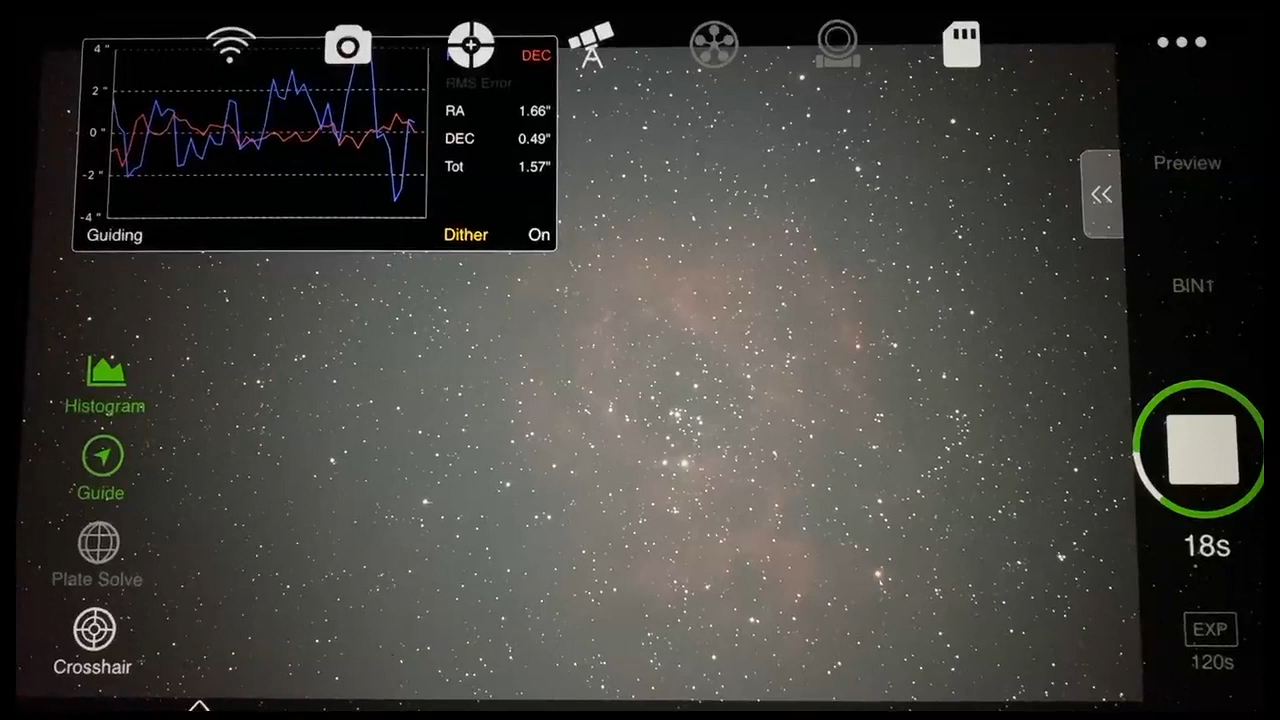 4 "
2 "
0 "
-2 "
-4 "
DEC
RMS Error
RA 1.66"
DEC 0.49"
Tot 1.57"
Guiding
Dither On
Preview
BIN1
Histogram
Guide
Plate Solve
Crosshair
18s
EXP
120s